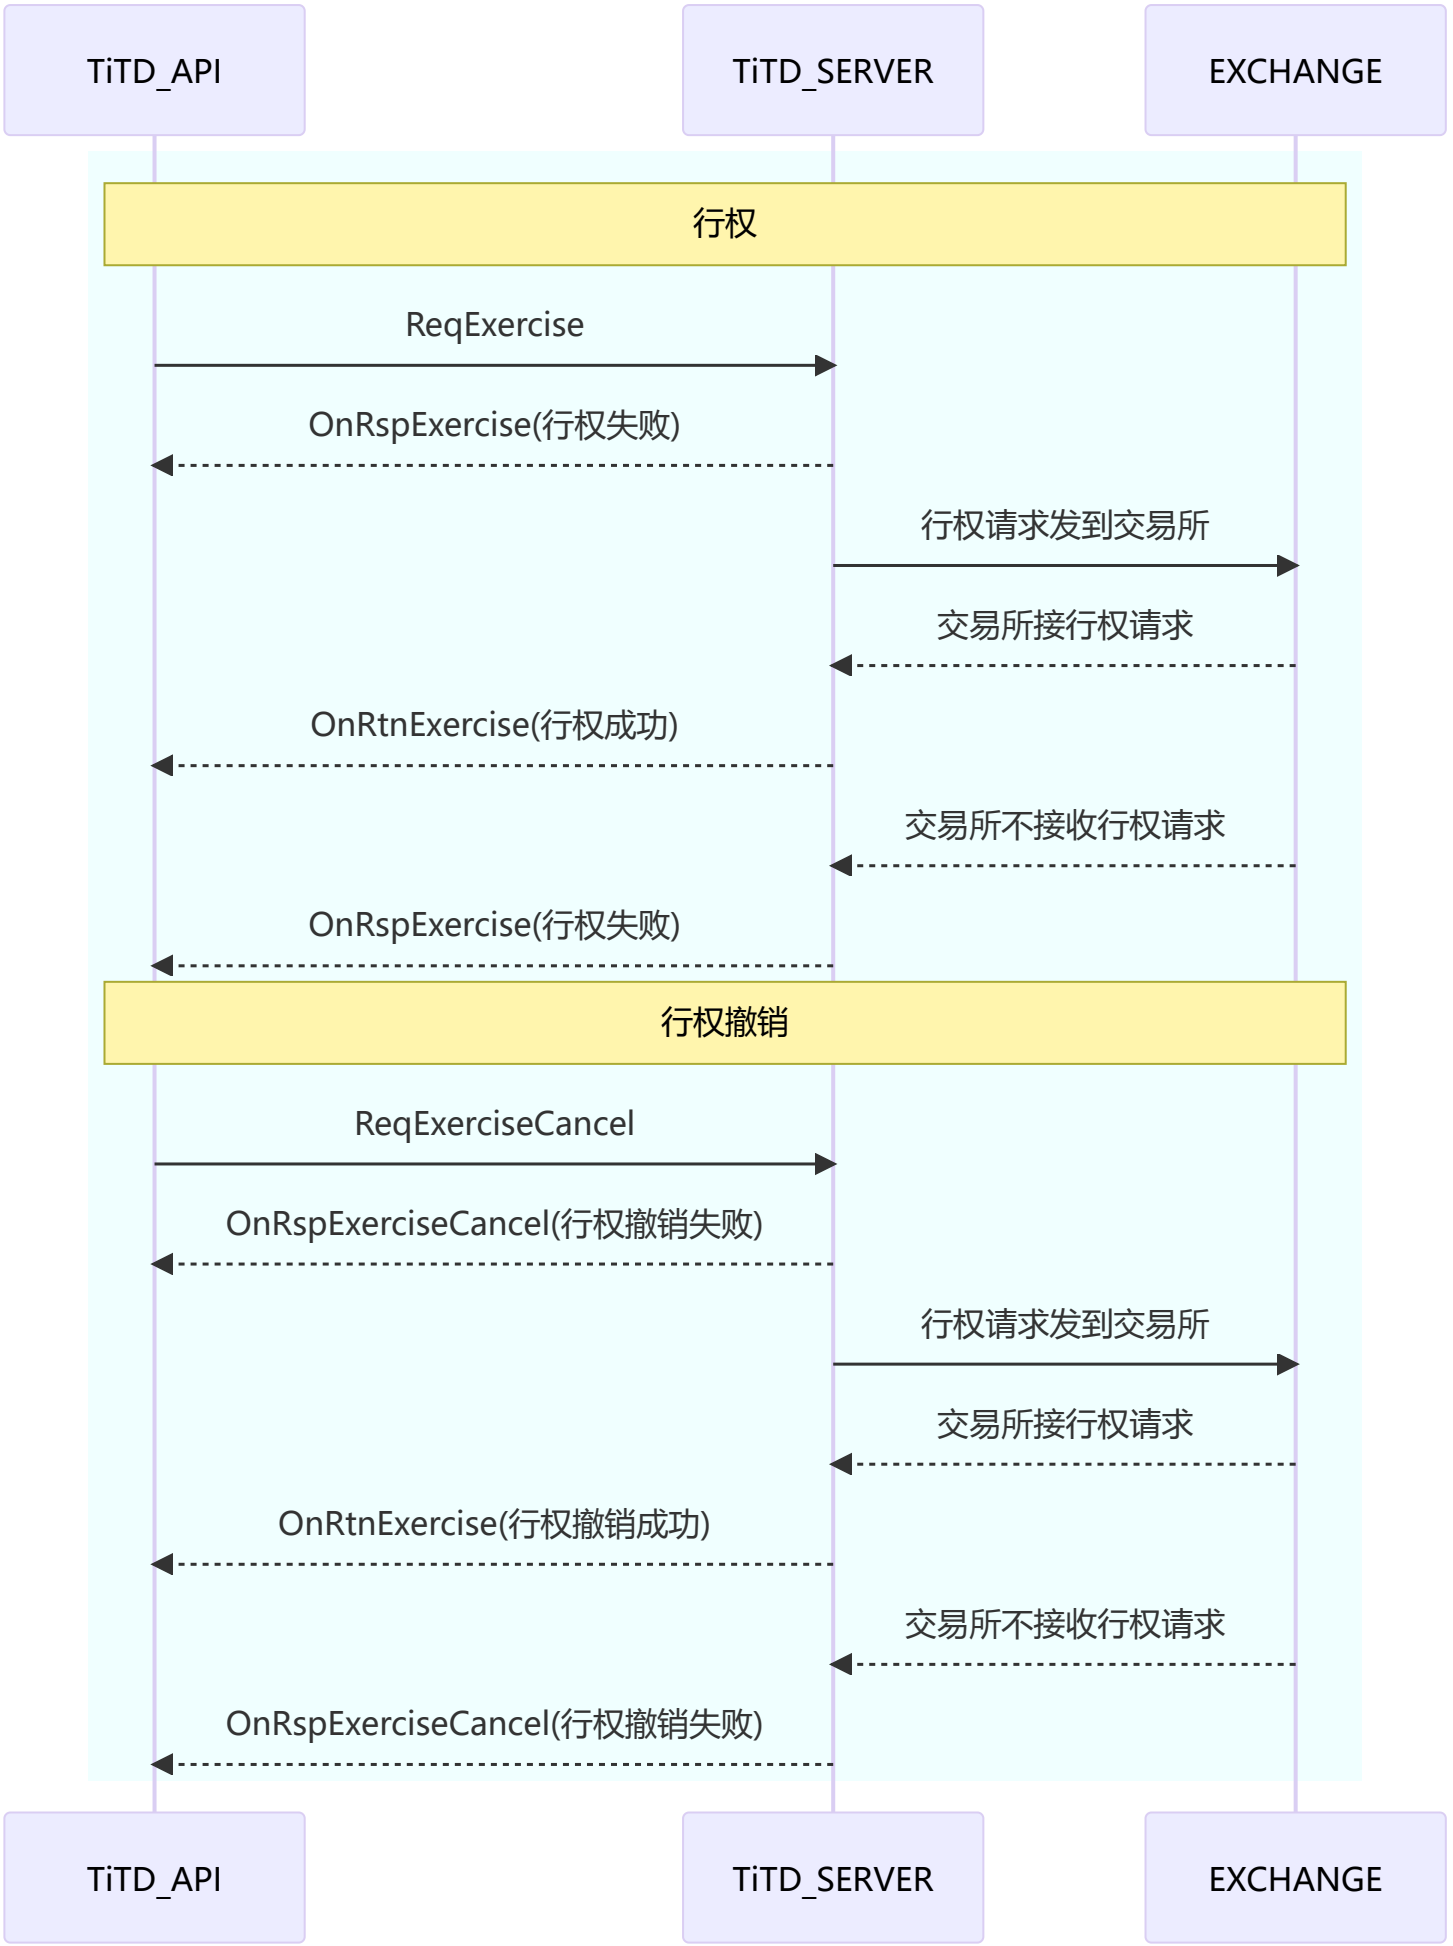 TiTD_API
TiTD_SERVER
EXCHANGE
行权
ReqExercise
OnRspExercise(行权失败)
行权请求发到交易所
交易所接行权请求
OnRtnExercise(行权成功)
交易所不接收行权请求
OnRspExercise(行权失败)
行权撤销
ReqExerciseCancel
OnRspExerciseCancel(行权撤销失败)
行权请求发到交易所
交易所接行权请求
OnRtnExercise(行权撤销成功)
交易所不接收行权请求
OnRspExerciseCancel(行权撤销失败)
TiTD_API
TiTD_SERVER
EXCHANGE